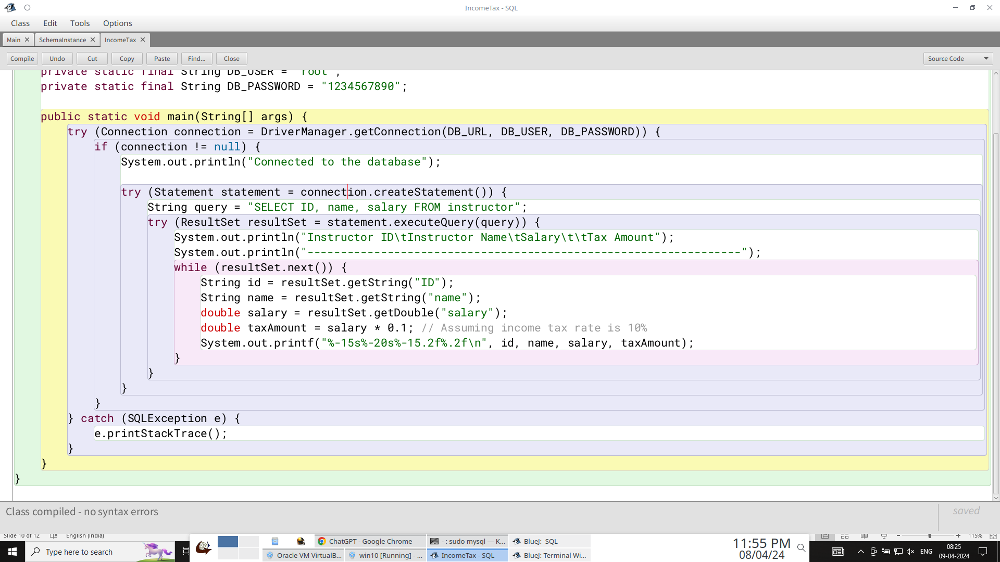 IncomeTax - SQL
Class Edit Tools Options
Main SchemaInstance IncomeTax
Compile Undo Cut Copy Paste Find... Close Source Code
private static final String DB_USER = "root";
private static final String DB_PASSWORD = "1234567890";
public static void main(String[] args) {
try (Connection connection = DriverManager.getConnection(DB_URL, DB_USER, DB_PASSWORD)) {
if (connection != null) {
System.out.println("Connected to the database");
try (Statement statement = connection.createStatement()) {
String query = "SELECT ID, name, salary FROM instructor";
try (ResultSet resultSet = statement.executeQuery(query)) {
System.out.println("Instructor ID\tInstructor Name\tSalary\t\tTax Amount");
System.out.println("-----------------------------------------------------------------");
while (resultSet.next()) {
String id = resultSet.getString("ID");
String name = resultSet.getString("name");
double salary = resultSet.getDouble("salary");
double taxAmount = salary * 0.1; // Assuming income tax rate is 10%
System.out.printf("%-15s%-20s%-15.2f%.2f\n", id, name, salary, taxAmount);
}
}
}
}
} catch (SQLException e) {
e.printStackTrace();
}
}
}
Class compiled - no syntax errors
saved
Slide 10 of 12 English (India) 115%
ChatGPT - Google Chrome - : sudo mysql — K... BlueJ: SQL
Oracle VM VirtualB... win10 [Running] - ... IncomeTax - SQL BlueJ: Terminal Wi...
11:55 PM
08/04/24
Type here to search
ENG
08:25
09-04-2024